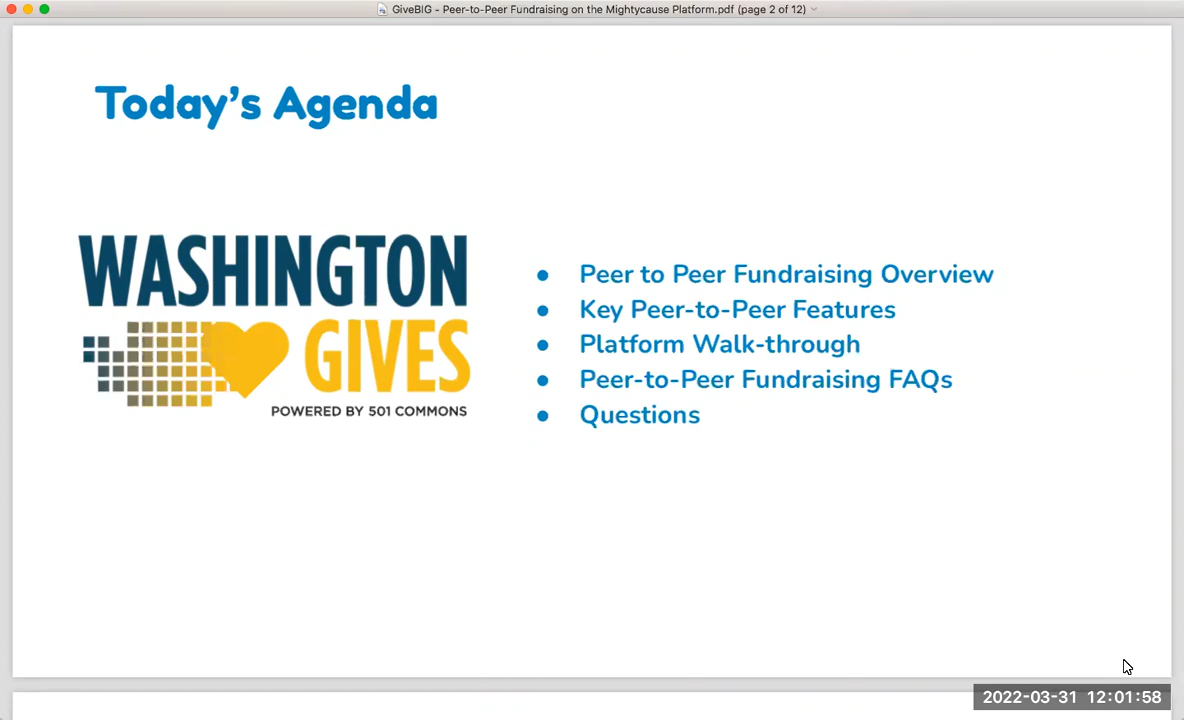 GiveBIG - Peer-to-Peer Fundraising on the Mightycause Platform.pdf (page 2 of 12)
Today's Agenda
WASHINGTON
GIVES
POWERED BY 501 COMMONS
● Peer to Peer Fundraising Overview
● Key Peer-to-Peer Features
● Platform Walk-through
● Peer-to-Peer Fundraising FAQs
● Questions
2022-03-31 12:01:58